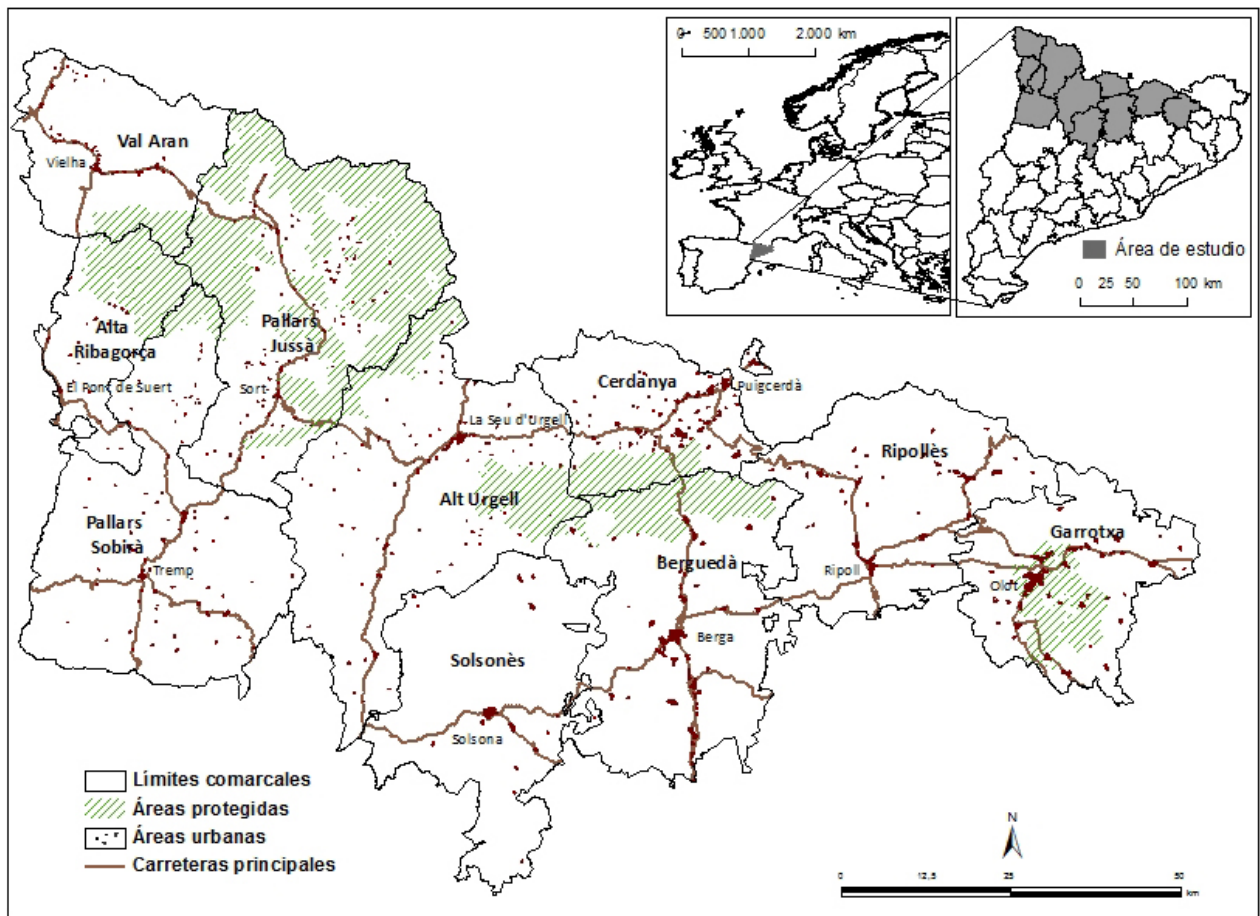 0 500 1.000 2.000 km
Área de estudio
0 25 50 100 km
Val Aran
Vielha
Alta
Ribagorça
Pallars
Jussà
El Pont de Suert
Sort
Cerdanya
Puigcerdà
La Seu d'Urgell
Ripollès
Alt Urgell
Pallars
Sobirà
Tremp
Garrotxa
Berguedà
Ripoll
Olot
Berga
Solsonès
Solsona
Límites comarcales
Áreas protegidas
Áreas urbanas
Carreteras principales
N
0 12,5 25 50
km